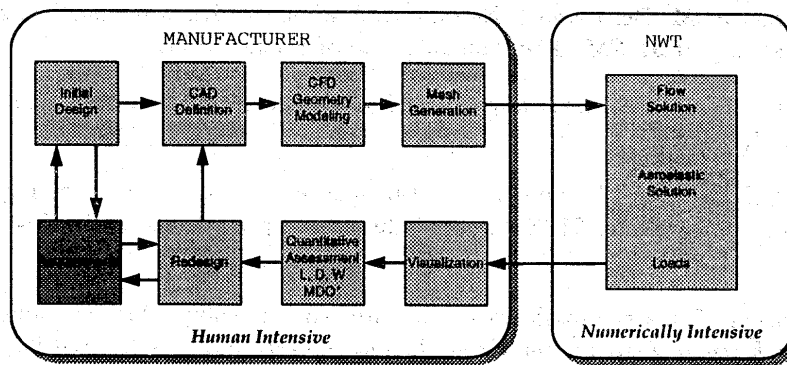 MANUFACTURER
NWT
Initial
Design
CAD
Definition
CFD
Geometry
Modeling
Mesh
Generation
Flow
Solution
Aeroelastic
Solution
Loads
Redesign
Quantitative
Assessment
L, D, W
MDO*
Visualization
Human Intensive
Numerically Intensive